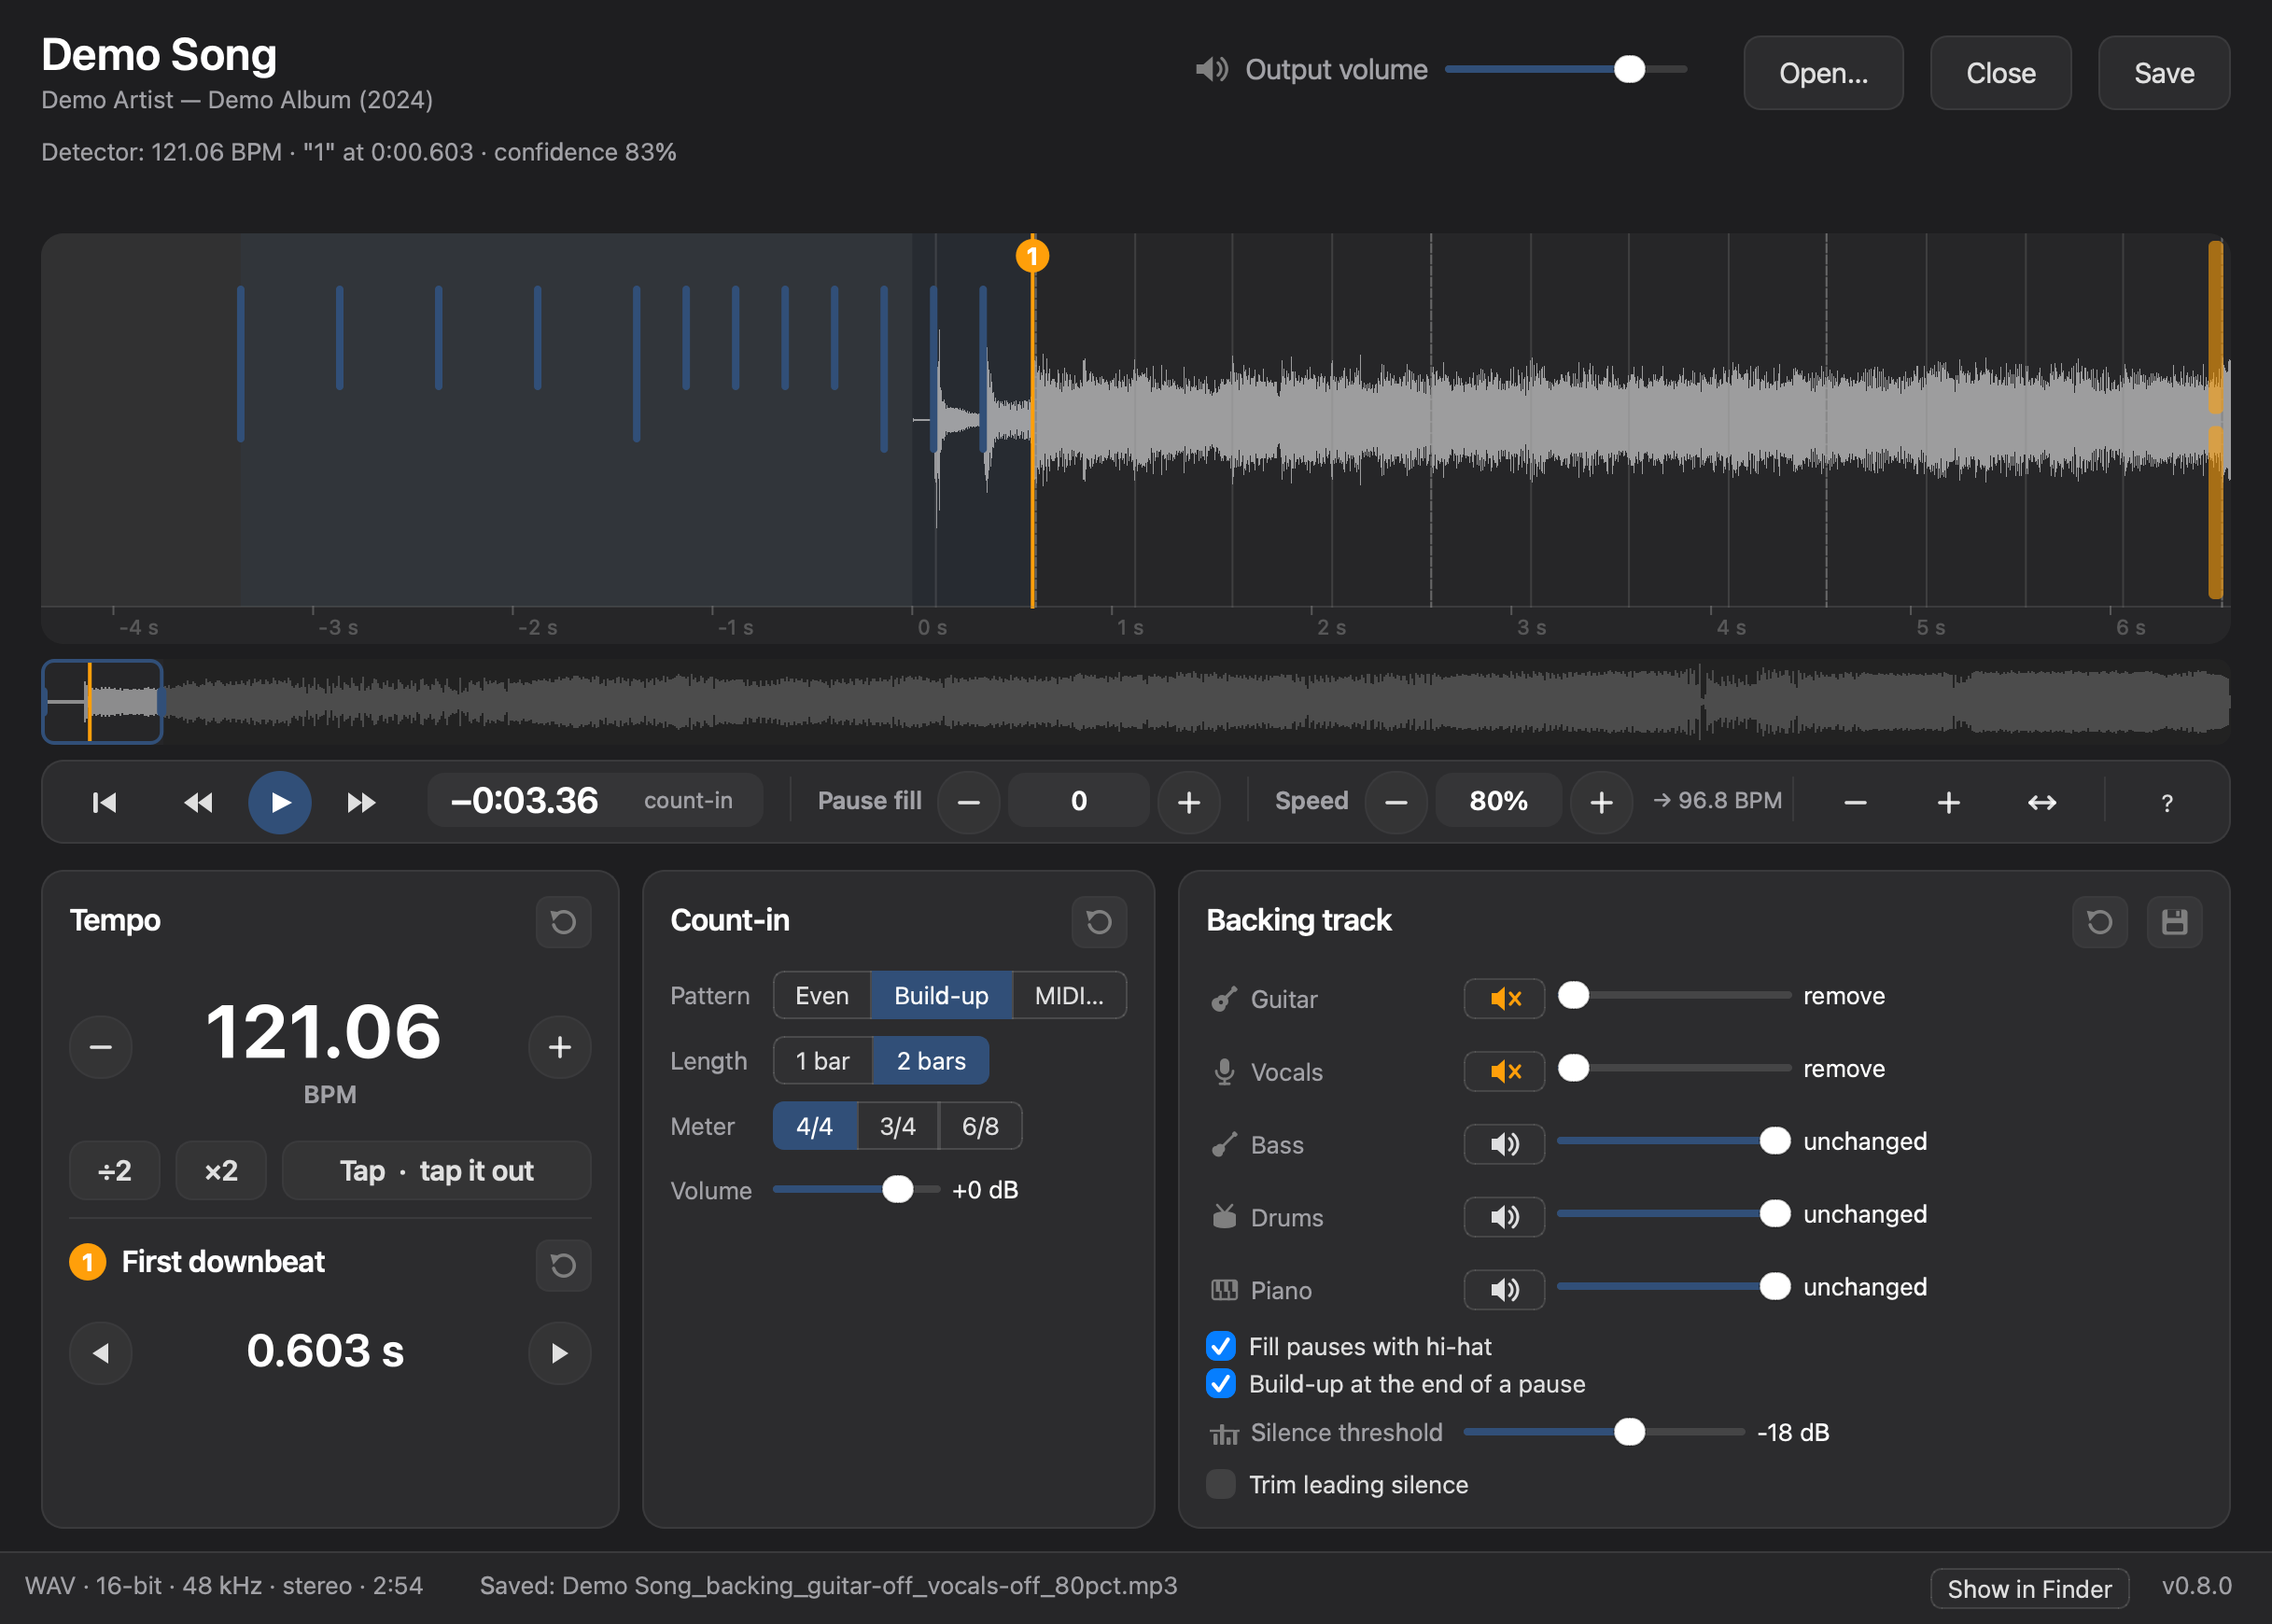 Demo Song
Demo Artist — Demo Album (2024)
Detector: 121.06 BPM · "1" at 0:00.603 · confidence 83%
Output volume
Open...
Close
Save
1
-4 s
-3 s
-2 s
-1 s
0 s
1 s
2 s
3 s
4 s
5 s
6 s
−0:03.36 count-in
Pause fill − 0 +
Speed − 80% + → 96.8 BPM
− + ↔ ?
Tempo
− 121.06 +
BPM
÷2
×2
Tap · tap it out
1 First downbeat
0.603 s
Count-in
Pattern Even Build-up MIDI...
Length 1 bar 2 bars
Meter 4/4 3/4 6/8
Volume +0 dB
Backing track
Guitar remove
Vocals remove
Bass unchanged
Drums unchanged
Piano unchanged
Fill pauses with hi-hat
Build-up at the end of a pause
Silence threshold -18 dB
Trim leading silence
WAV · 16-bit · 48 kHz · stereo · 2:54
Saved: Demo Song_backing_guitar-off_vocals-off_80pct.mp3
Show in Finder
v0.8.0